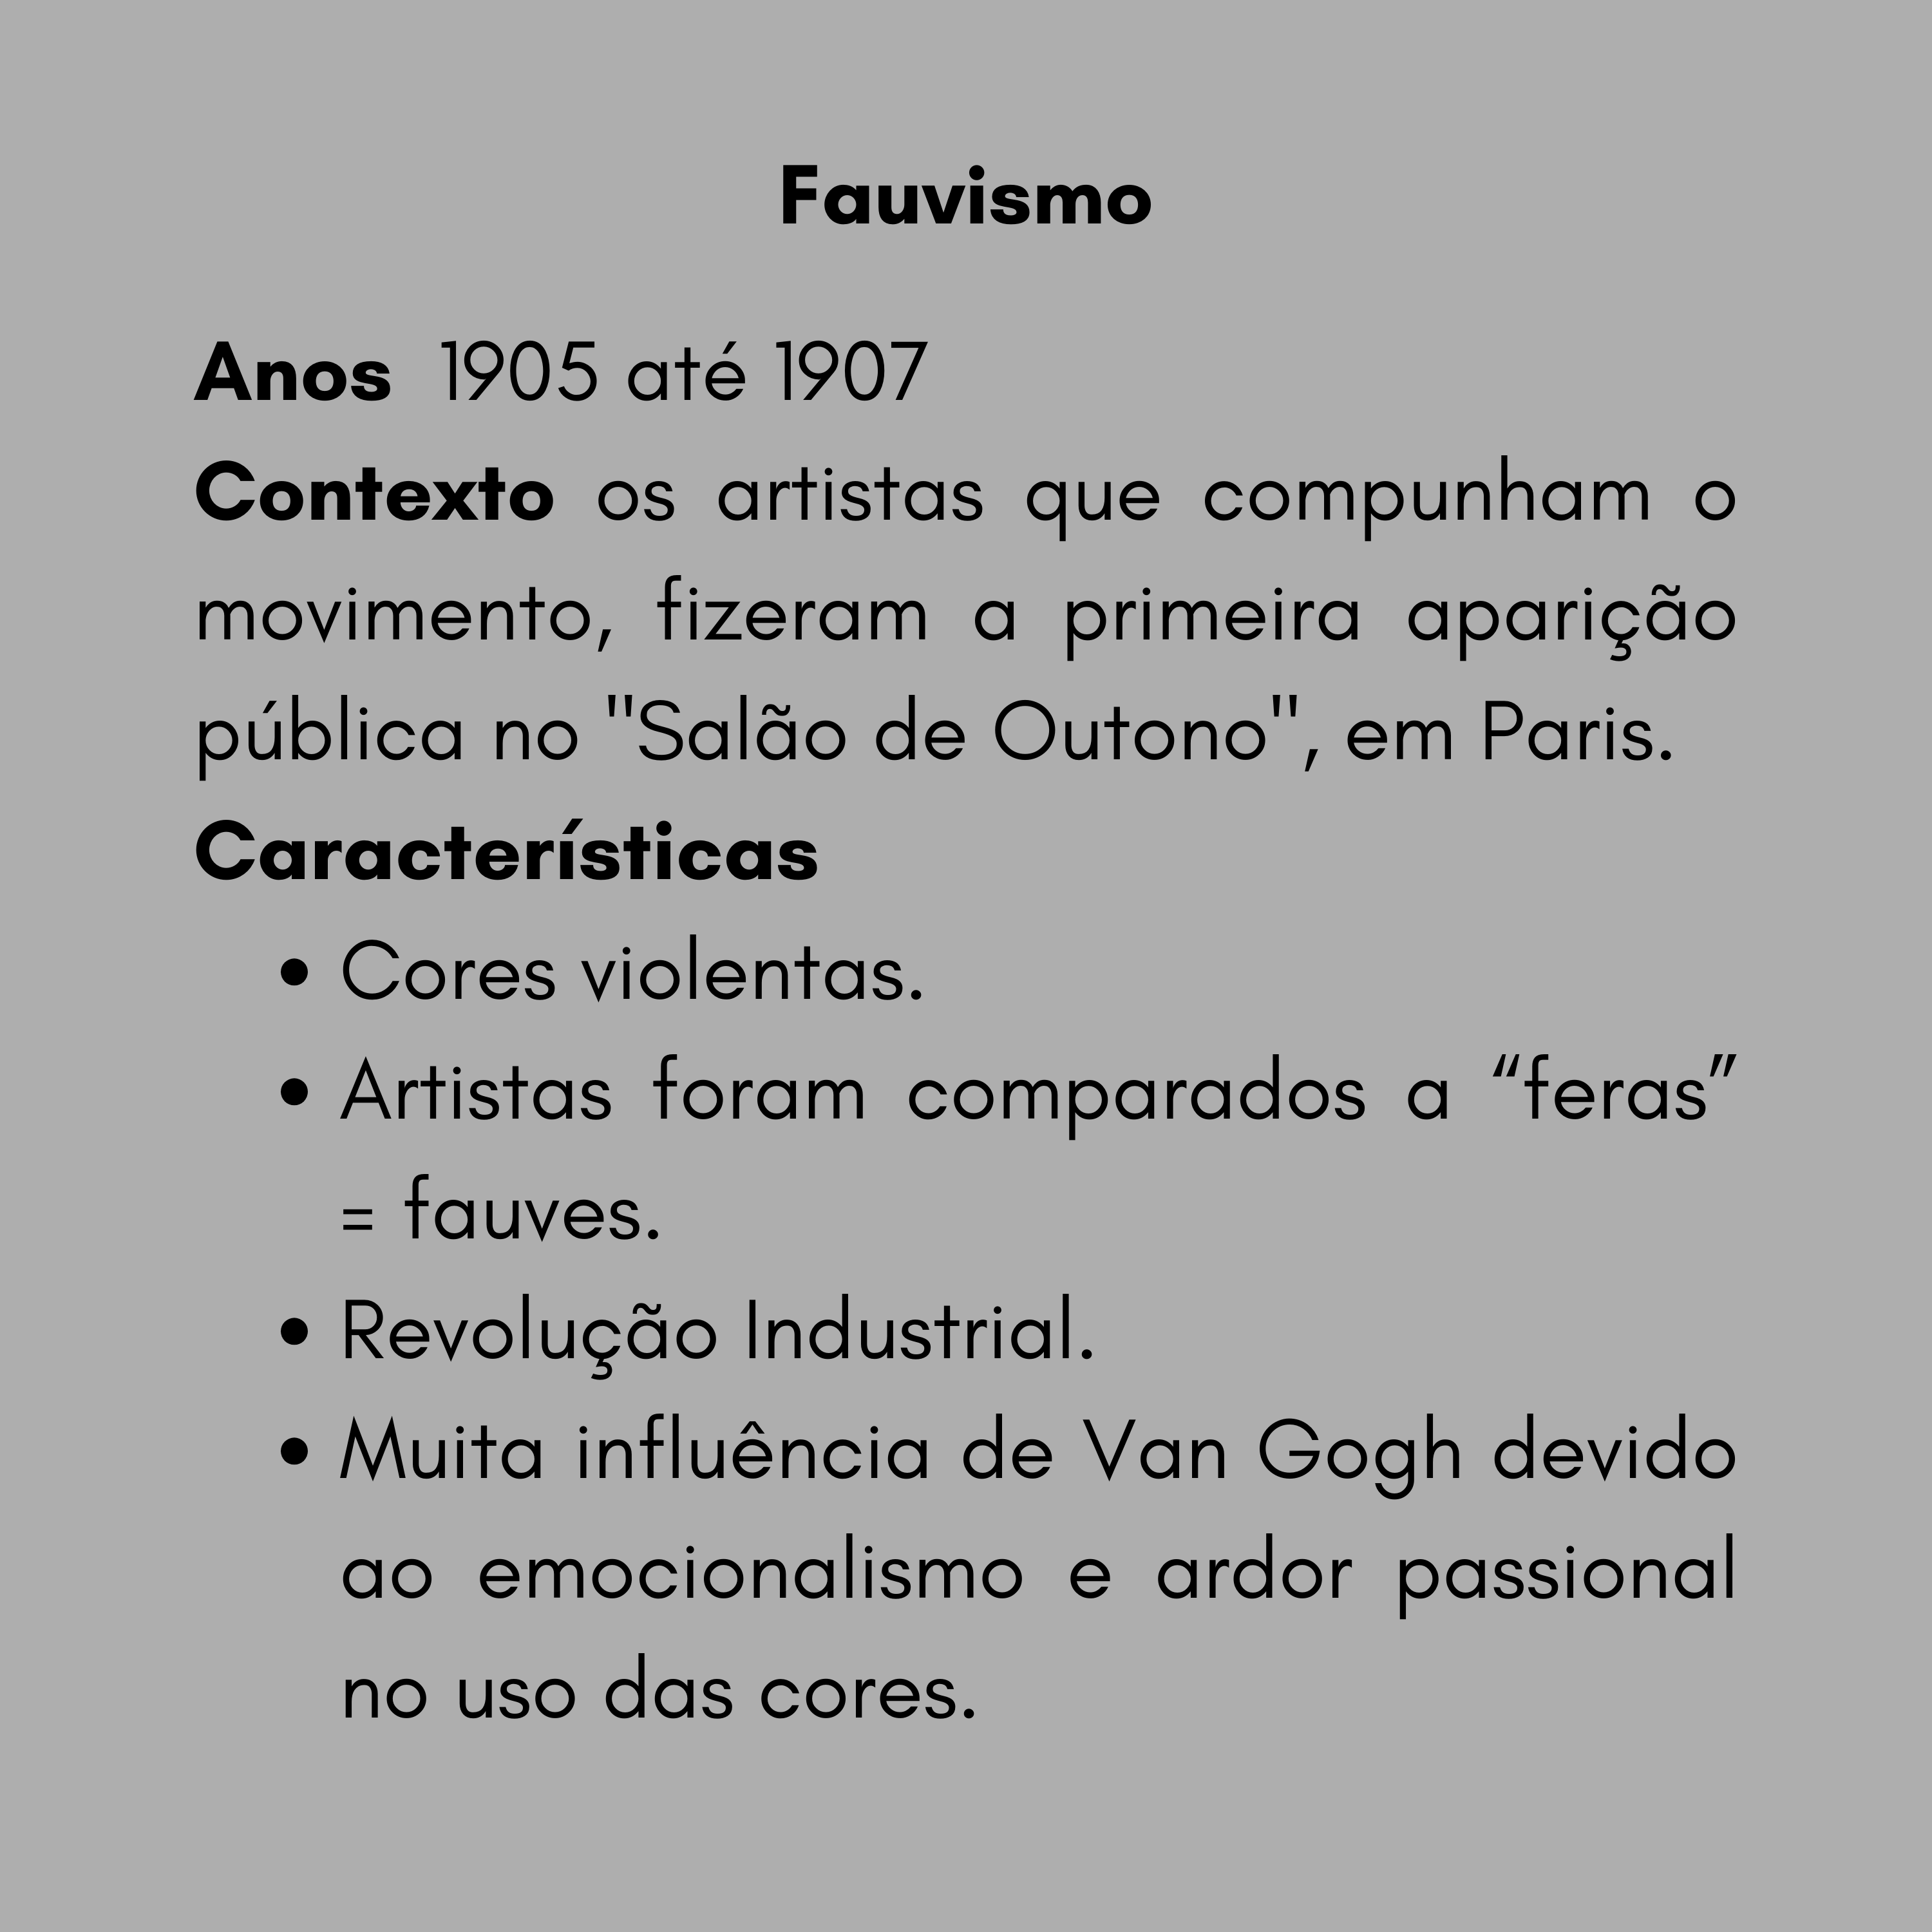 Fauvismo
Anos 1905 até 1907
Contexto os artistas que compunham o
movimento, fizeram a primeira aparição
pública no "Salão de Outono", em Paris.
Características
• Cores violentas.
• Artistas foram comparados a “feras”
= fauves.
• Revolução Industrial.
• Muita influência de Van Gogh devido
ao emocionalismo e ardor passional
no uso das cores.